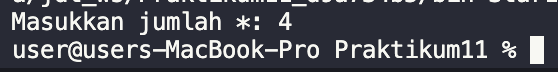 Masukkan jumlah *: 4
user@users-MacBook-Pro Praktikum11 %